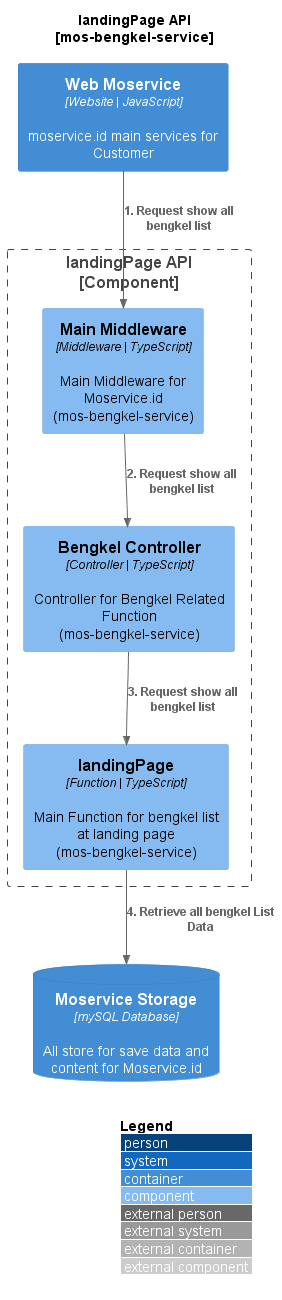 landingPage API
[mos-bengkel-service]
Web Moservice
[Website | JavaScript]
moservice.id main services for
Customer
1. Request show all
bengkel list
landingPage API
[Component]
Main Middleware
[Middleware | TypeScript]
Main Middleware for
Moservice.id
(mos-bengkel-service)
2. Request show all
bengkel list
Bengkel Controller
[Controller | TypeScript]
Controller for Bengkel Related
Function
(mos-bengkel-service)
3. Request show all
bengkel list
landingPage
[Function | TypeScript]
Main Function for bengkel list
at landing page
(mos-bengkel-service)
4. Retrieve all bengkel List
Data
Moservice Storage
[mySQL Database]
All store for save data and
content for Moservice.id
Legend
person
system
container
component
external person
external system
external container
external component